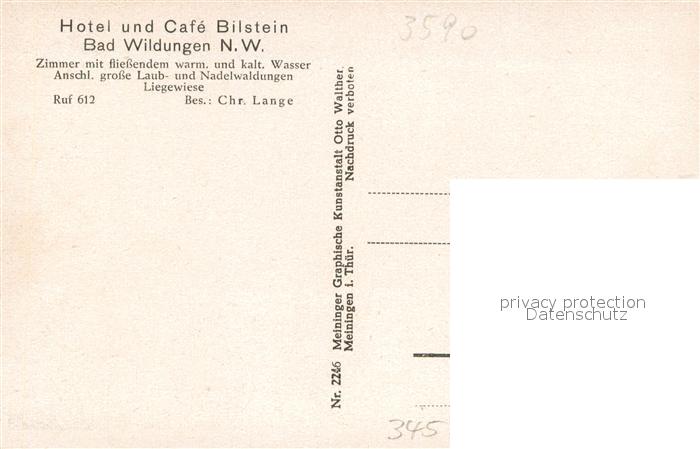 Hotel und Café Bilstein
Bad Wildungen N.W.
Zimmer mit fließendem warm. und kalt. Wasser
Anschl. große Laub- und Nadelwaldungen
Liegewiese
Ruf 612 Bes.: Chr. Lange
3590
Nr. 2246 Meininger Graphische Kunstanstalt Otto Walther,
Meiningen i. Thür. Nachdruck verboten
privacy protection
Datenschutz
345